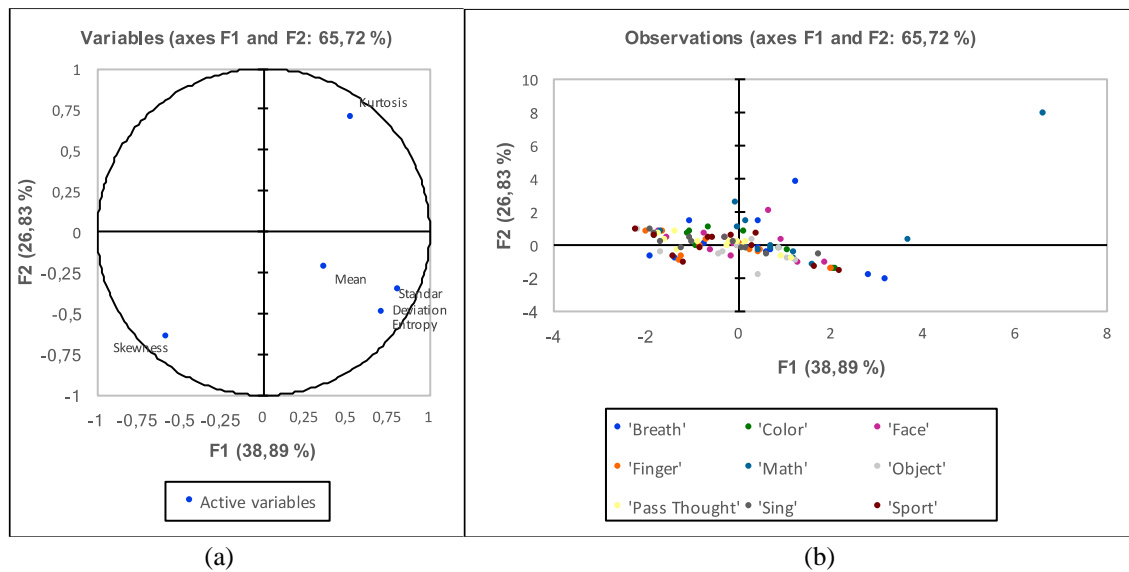 Variables (axes F1 and F2: 65,72 %)
1
0,75
0,5
0,25
0
-0,25
-0,5
-0,75
-1
F2 (26,83 %)
Kurtosis
Mean
Standar
Deviation
Entropy
Skewness
-1 -0,75 -0,5 -0,25 0 0,25 0,5 0,75 1
F1 (38,89 %)
Active variables
(a)
Observations (axes F1 and F2: 65,72 %)
10
8
6
4
2
0
-2
-4
F2 (26,83 %)
-4 -2 0 2 4 6 8
F1 (38,89 %)
'Breath' 'Color' 'Face'
'Finger' 'Math' 'Object'
'Pass Thought' 'Sing' 'Sport'
(b)